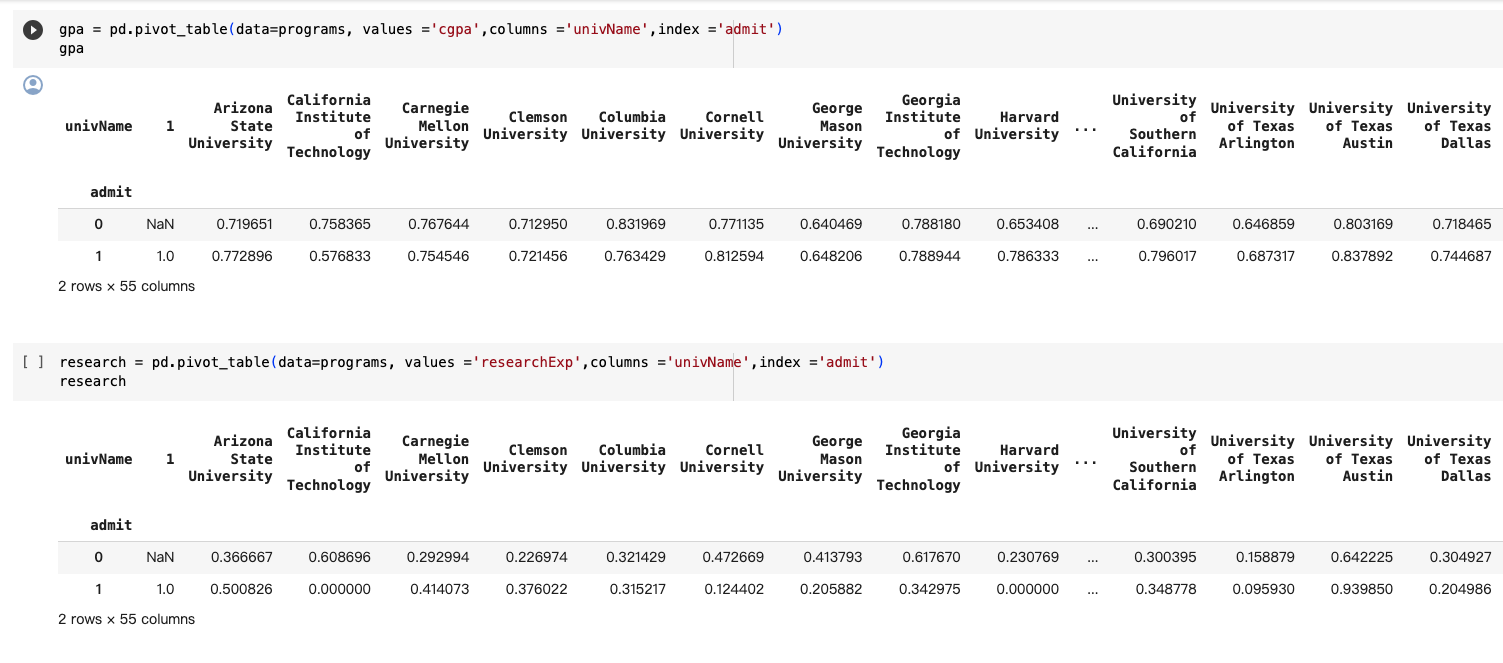 gpa = pd.pivot_table(data=programs, values ='cgpa',columns ='univName',index ='admit')
gpa
univName 1 Arizona State University California Institute of Technology Carnegie Mellon University Clemson University Columbia University Cornell University George Mason University Georgia Institute of Technology Harvard University ... University of Southern California University of Texas Arlington University of Texas Austin University of Texas Dallas
admit
0 NaN 0.719651 0.758365 0.767644 0.712950 0.831969 0.771135 0.640469 0.788180 0.653408 ... 0.690210 0.646859 0.803169 0.718465
1 1.0 0.772896 0.576833 0.754546 0.721456 0.763429 0.812594 0.648206 0.788944 0.786333 ... 0.796017 0.687317 0.837892 0.744687
2 rows × 55 columns
[ ] research = pd.pivot_table(data=programs, values ='researchExp',columns ='univName',index ='admit')
research
univName 1 Arizona State University California Institute of Technology Carnegie Mellon University Clemson University Columbia University Cornell University George Mason University Georgia Institute of Technology Harvard University ... University of Southern California University of Texas Arlington University of Texas Austin University of Texas Dallas
admit
0 NaN 0.366667 0.608696 0.292994 0.226974 0.321429 0.472669 0.413793 0.617670 0.230769 ... 0.300395 0.158879 0.642225 0.304927
1 1.0 0.500826 0.000000 0.414073 0.376022 0.315217 0.124402 0.205882 0.342975 0.000000 ... 0.348778 0.095930 0.939850 0.204986
2 rows × 55 columns